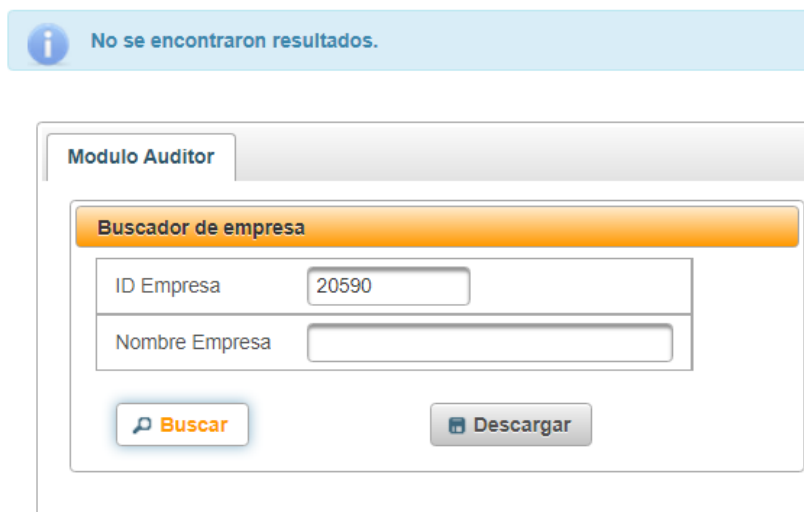 No se encontraron resultados.
Modulo Auditor
Buscador de empresa
ID Empresa 20590
Nombre Empresa
Buscar Descargar